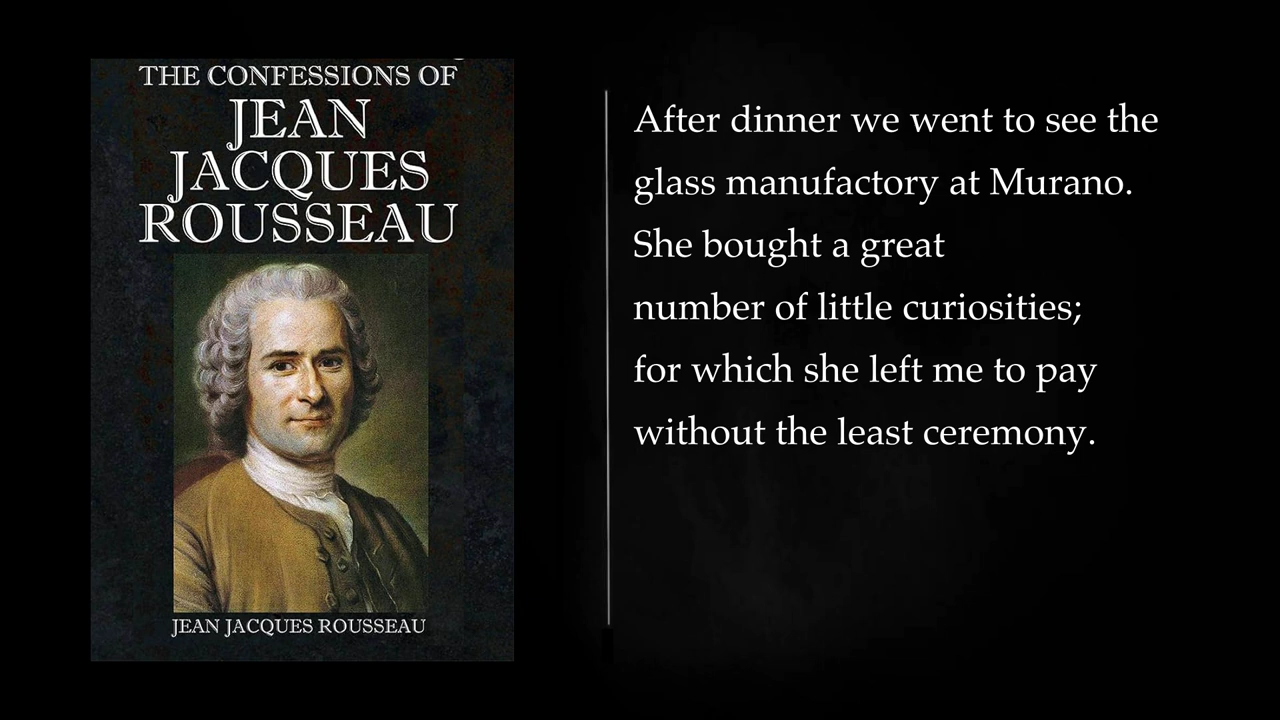 THE CONFESSIONS OF
JEAN
JACQUES
ROUSSEAU
JEAN JACQUES ROUSSEAU
After dinner we went to see the
glass manufactory at Murano.
She bought a great
number of little curiosities;
for which she left me to pay
without the least ceremony.